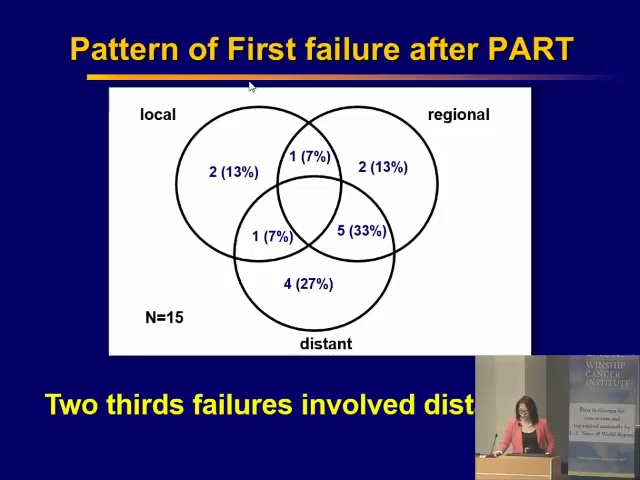 Pattern of First failure after PART
local
regional
1 (7%)
2 (13%)
2 (13%)
1 (7%)
5 (33%)
4 (27%)
N=15
distant
Two thirds failures involved
WINSHIP
CANCER
INSTITUTE